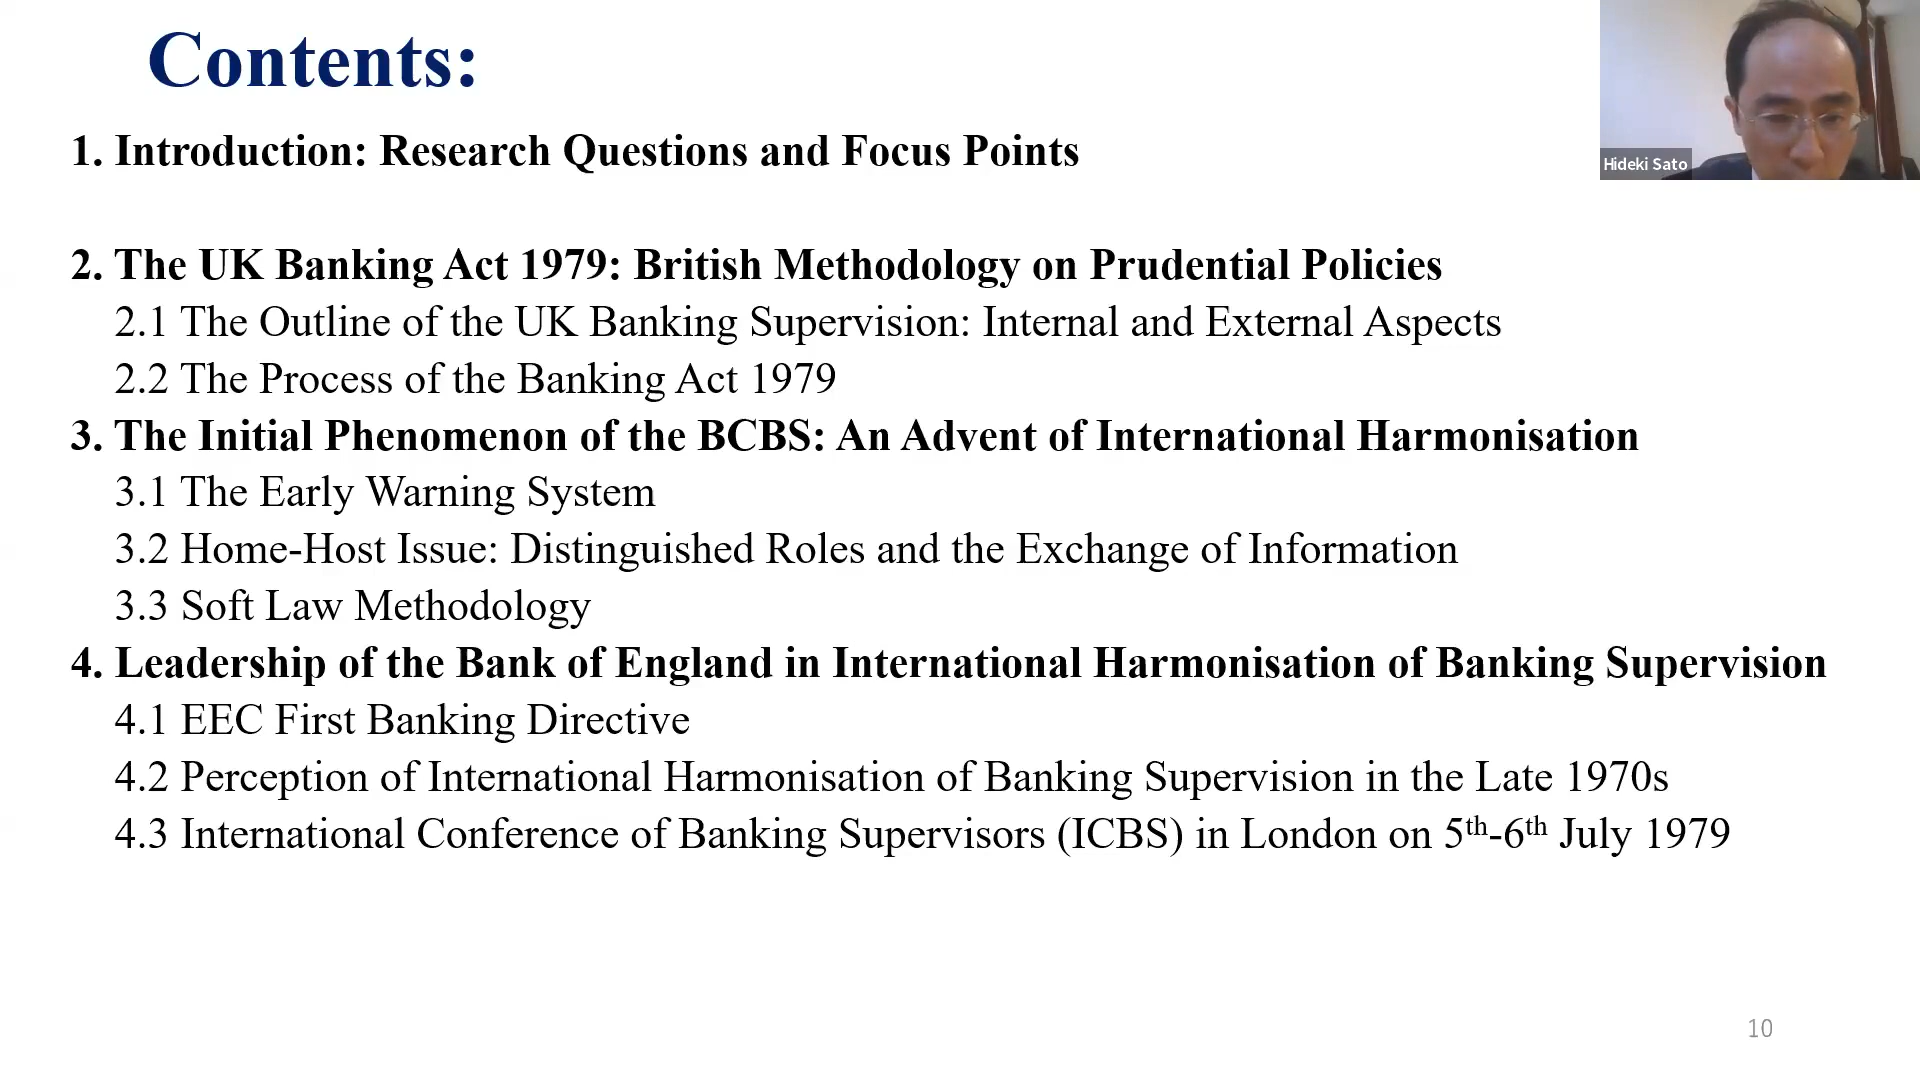 Contents:
Hideki Sato
1. Introduction: Research Questions and Focus Points
2. The UK Banking Act 1979: British Methodology on Prudential Policies
2.1 The Outline of the UK Banking Supervision: Internal and External Aspects
2.2 The Process of the Banking Act 1979
3. The Initial Phenomenon of the BCBS: An Advent of International Harmonisation
3.1 The Early Warning System
3.2 Home-Host Issue: Distinguished Roles and the Exchange of Information
3.3 Soft Law Methodology
4. Leadership of the Bank of England in International Harmonisation of Banking Supervision
4.1 EEC First Banking Directive
4.2 Perception of International Harmonisation of Banking Supervision in the Late 1970s
4.3 International Conference of Banking Supervisors (ICBS) in London on 5th-6th July 1979
10